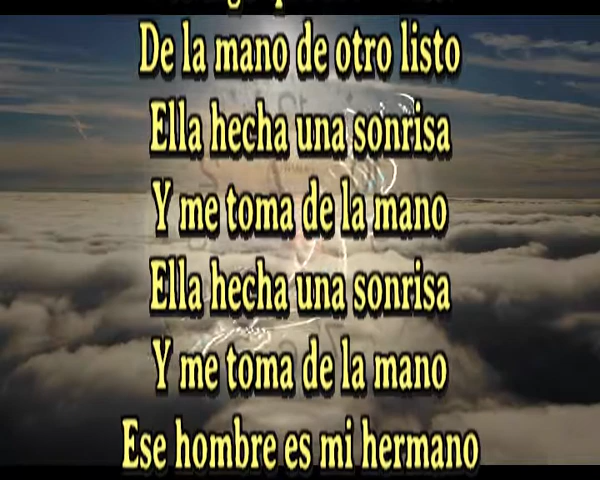 De la mano de otro listo
Ella hecha una sonrisa
Y me toma de la mano
Ella hecha una sonrisa
Y me toma de la mano
Ese hombre es mi hermano